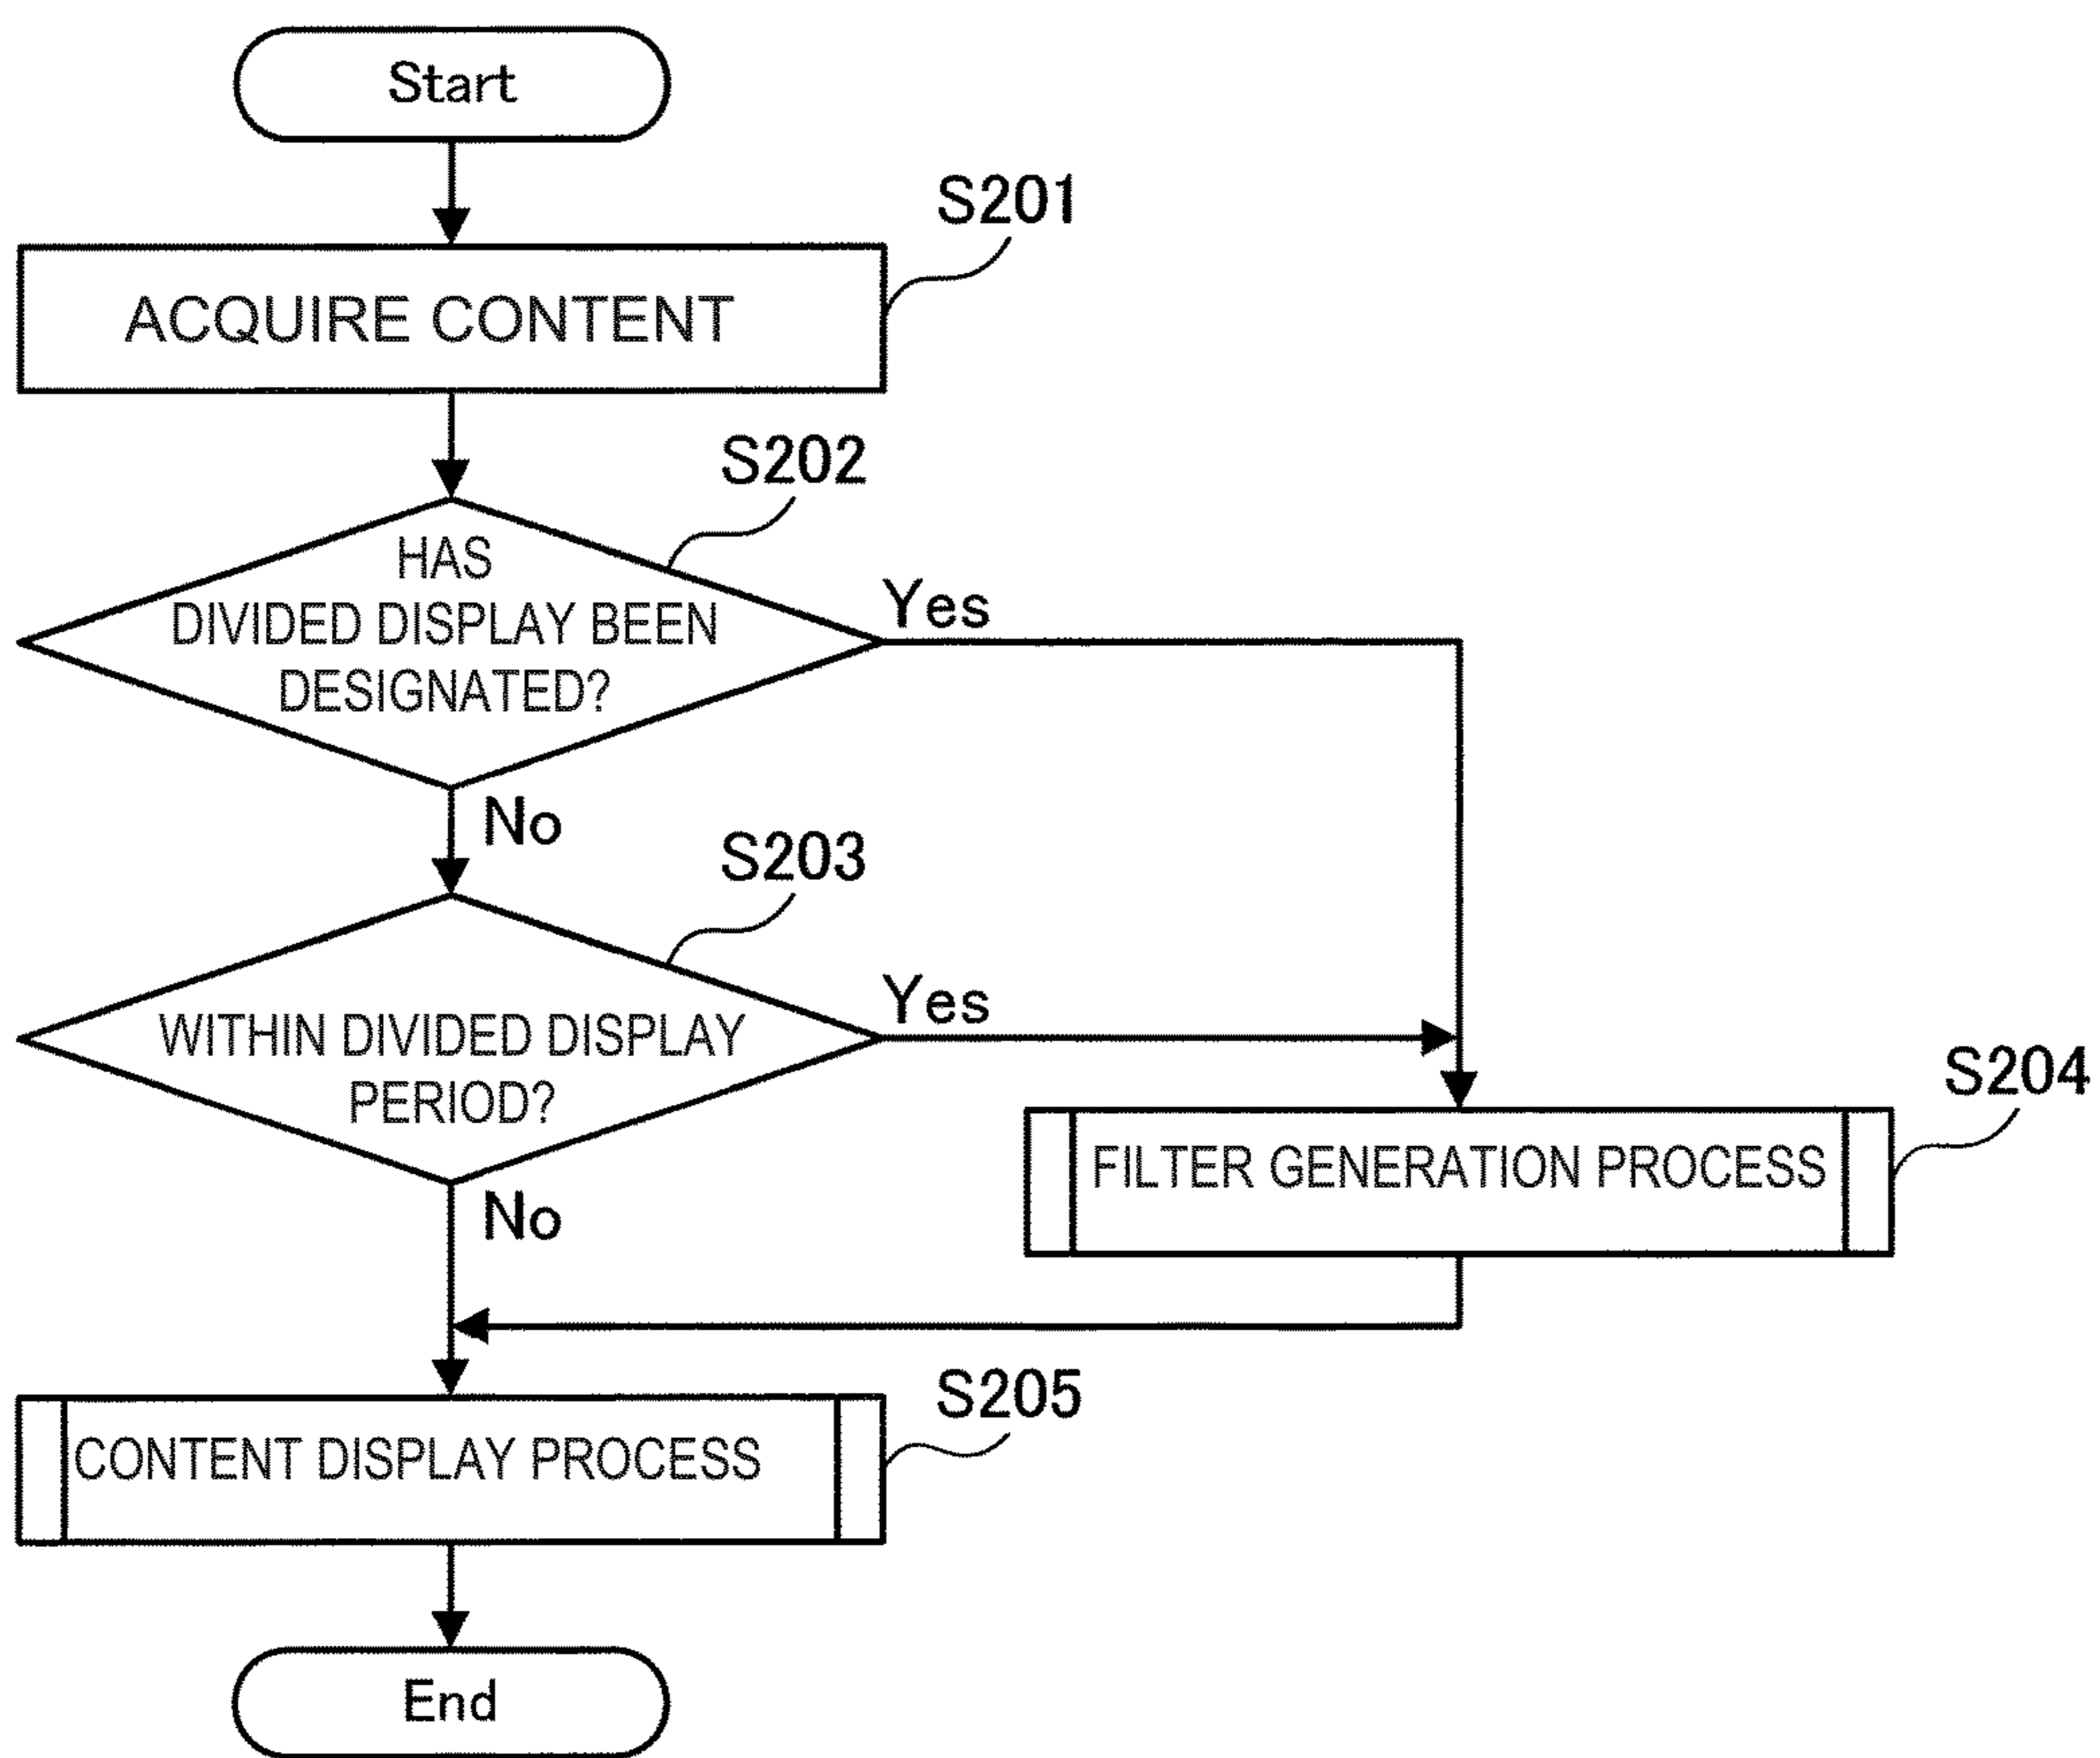 Start
S201
ACQUIRE CONTENT
S202
HAS
DIVIDED DISPLAY BEEN
DESIGNATED?
Yes
No
S203
WITHIN DIVIDED DISPLAY
PERIOD?
Yes
No
S204
FILTER GENERATION PROCESS
S205
CONTENT DISPLAY PROCESS
End